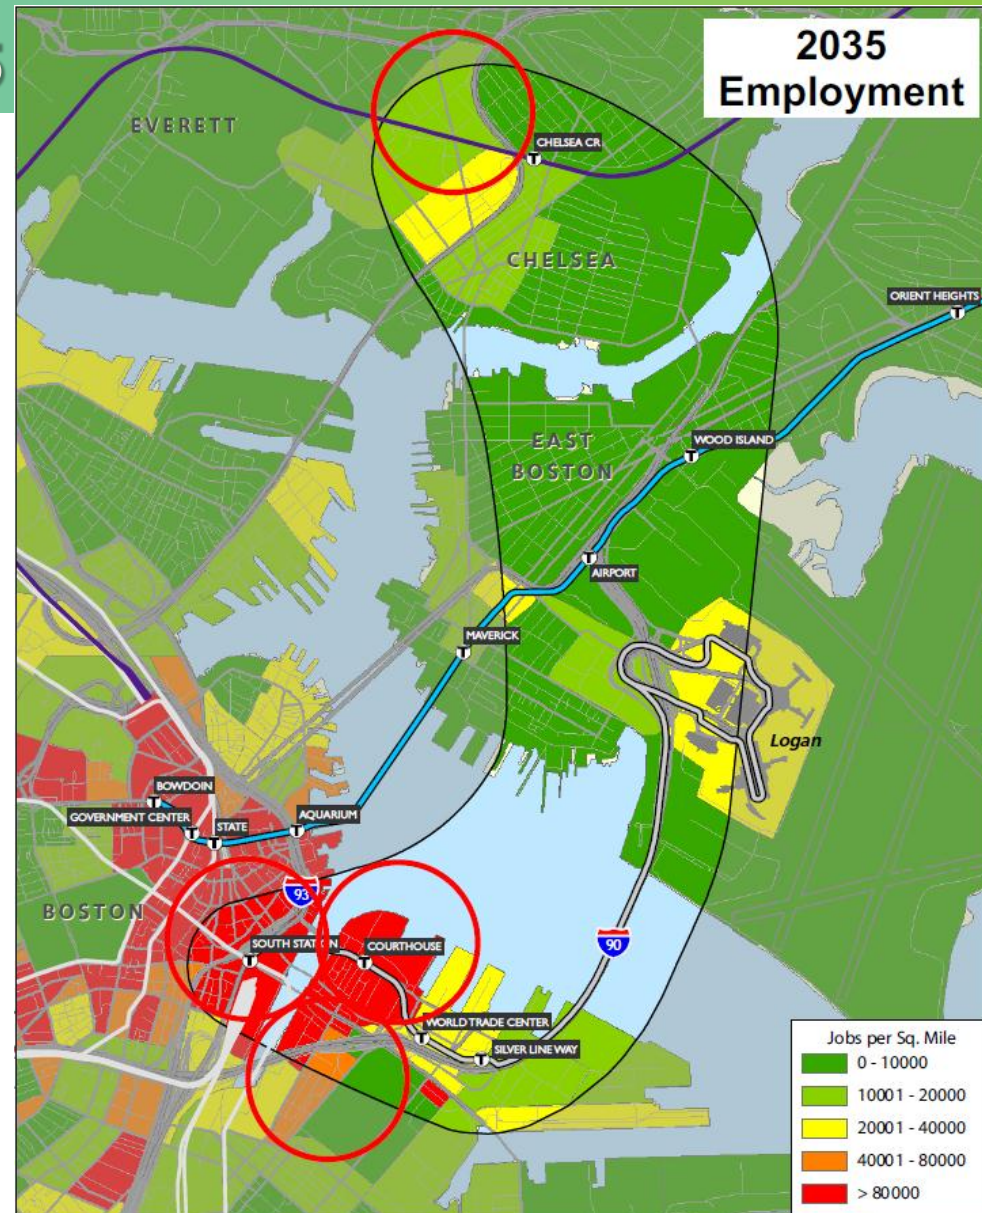 5
2035
Employment
EVERETT
CHELSEA CR
T
CHELSEA
ORIENT HEIGHTS
T
EAST
BOSTON
WOOD ISLAND
T
T
AIRPORT
MAVERICK
T
Logan
BOWDOIN
T
GOVERNMENT CENTER
T
STATE
T
AQUARIUM
T
93
BOSTON
SOUTH STATION
T
COURTHOUSE
T
90
WORLD TRADE CENTER
T
SILVER LINE WAY
T
Jobs per Sq. Mile
0 - 10000
10001 - 20000
20001 - 40000
40001 - 80000
> 80000